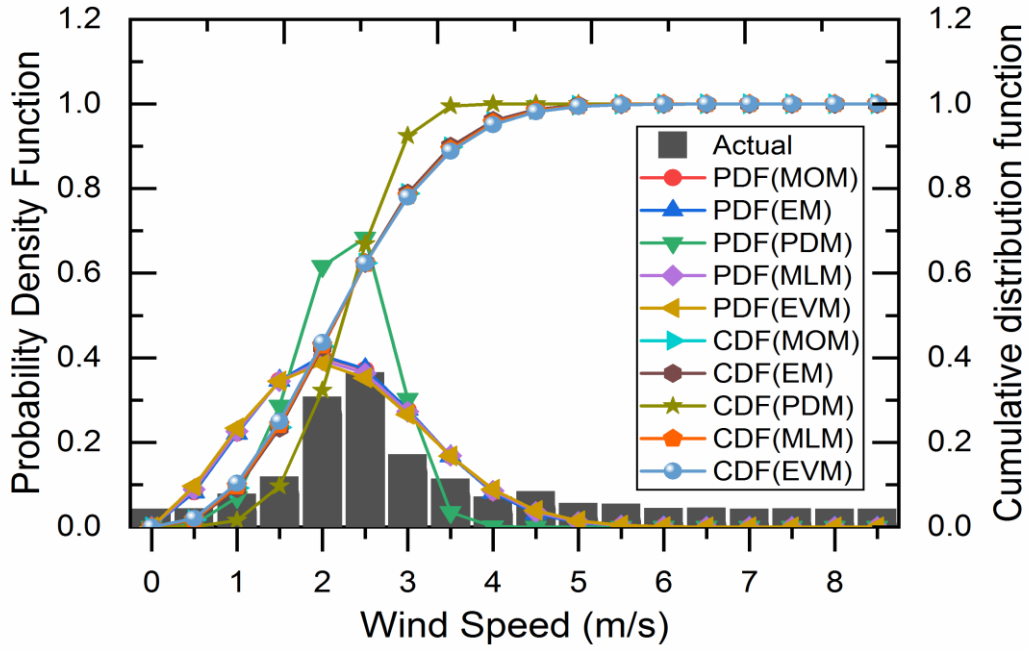 1.2
1.0
0.8
0.6
0.4
0.2
0.0
Probability Density Function
1.2
1.0
0.8
0.6
0.4
0.2
0.0
Cumulative distribution function
Actual
PDF(MOM)
PDF(EM)
PDF(PDM)
PDF(MLM)
PDF(EVM)
CDF(MOM)
CDF(EM)
CDF(PDM)
CDF(MLM)
CDF(EVM)
0 1 2 3 4 5 6 7 8
Wind Speed (m/s)